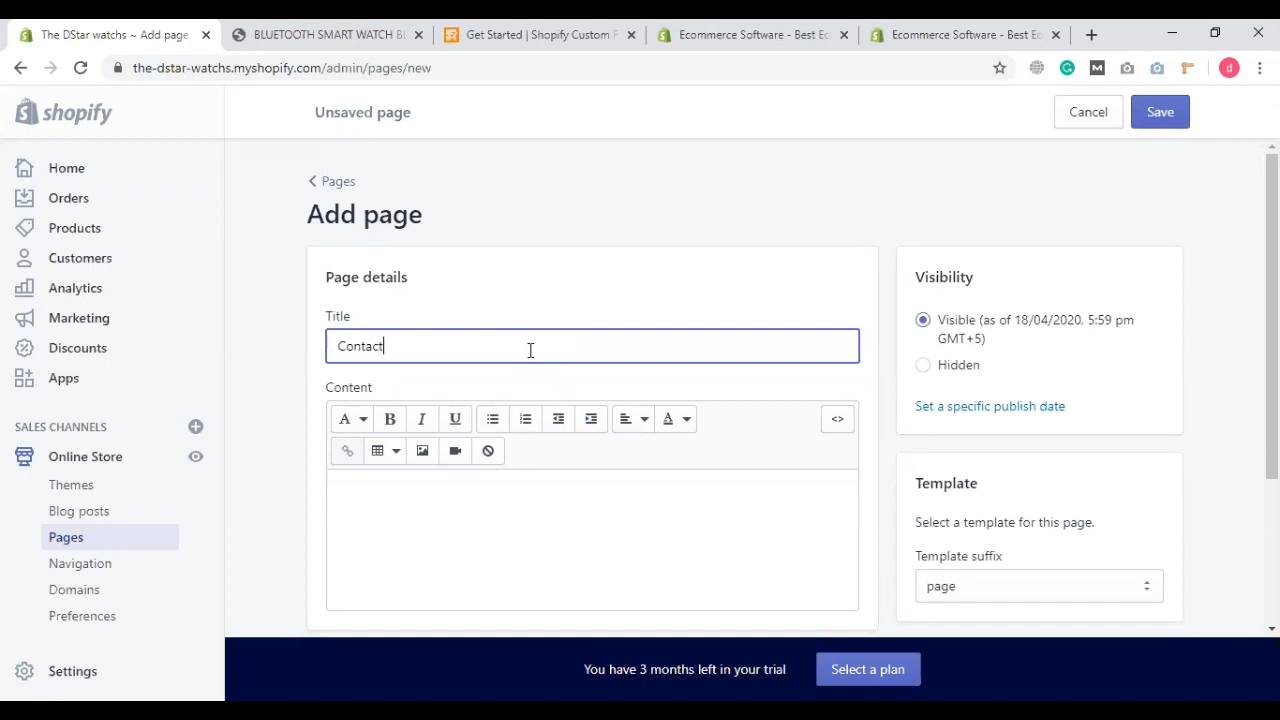 The DStar watchs ~ Add page
BLUETOOTH SMART WATCH Bl
Get Started | Shopify Custom
Ecommerce Software - Best Ec
Ecommerce Software - Best Ec
the-dstar-watchs.myshopify.com/admin/pages/new
M
d
shopify
Unsaved page
Cancel
Save
Home
Orders
Products
Customers
Analytics
Marketing
Discounts
Apps
SALES CHANNELS
Online Store
Themes
Blog posts
Pages
Navigation
Domains
Preferences
Settings
Pages
Add page
Page details
Title
Contact
Content
A
B
I
U
A
<>
Visibility
Visible (as of 18/04/2020, 5:59 pm
GMT+5)
Hidden
Set a specific publish date
Template
Select a template for this page.
Template suffix
page
You have 3 months left in your trial
Select a plan